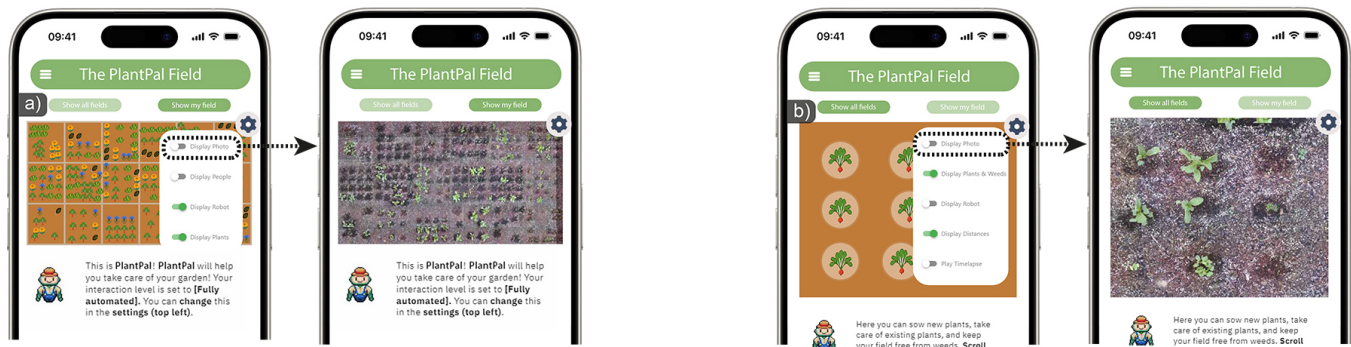 09:41
The PlantPal Field
a)
Show all fields
Show my field
Display Photo
Display People
Display Robot
Display Plants
This is PlantPal! PlantPal will help
you take care of your garden! Your
interaction level is set to [Fully
automated]. You can change this
in the settings (top left).
09:41
The PlantPal Field
Show all fields
Show my field
This is PlantPal! PlantPal will help
you take care of your garden! Your
interaction level is set to [Fully
automated]. You can change this
in the settings (top left).
09:41
The PlantPal Field
b)
Show all fields
Show my field
Display Photo
Display Plants & Weeds
Display Robot
Display Distances
Play Timelapse
Here you can sow new plants, take
care of existing plants, and keep
your field free from weeds. Scroll
09:41
The PlantPal Field
Show all fields
Show my field
Here you can sow new plants, take
care of existing plants, and keep
your field free from weeds. Scroll